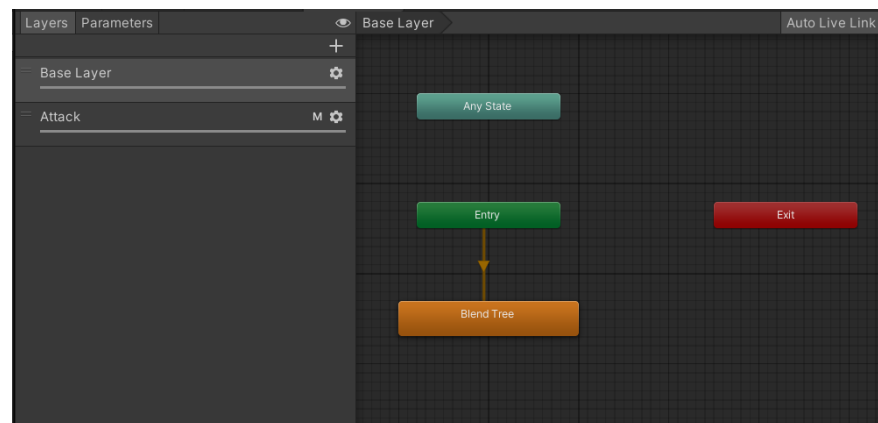 Layers Parameters
Base Layer
Auto Live Link
Base Layer
Attack M
Any State
Entry
Exit
Blend Tree